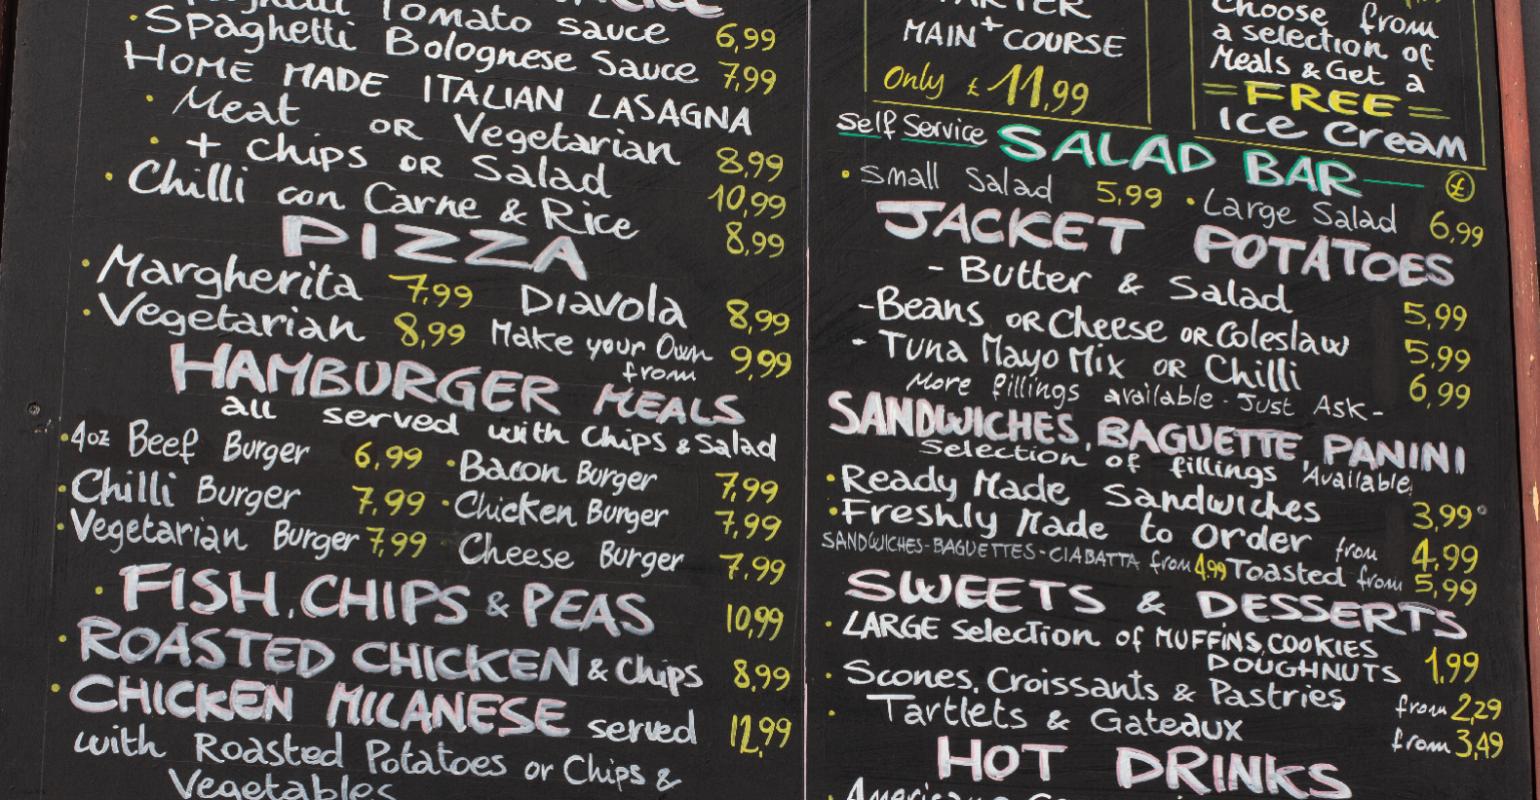 Tomato Sauce 6,99
· Spaghetti Bolognese Sauce 7,99
HOME MADE ITALIAN LASAGNA
· Meat OR Vegetarian 8,99
· + chips OR Salad 10,99
· Chilli con Carne & Rice 8,99
PIZZA
· Margherita 7,99 Diavola 8,99
· Vegetarian 8,99 Make your Own 9,99
from
HAMBURGER MEALS
all served with Chips & Salad
· 4oz Beef Burger 6,99 · Bacon Burger 7,99
· Chilli Burger 7,99 · Chicken Burger 7,99
· Vegetarian Burger 7,99 · Cheese Burger 7,99
· FISH, CHIPS & PEAS 10,99
· ROASTED CHICKEN & Chips 8,99
· CHICKEN MILANESE served 12,99
with Roasted Potatoes or Chips &
Vegetables
MAIN + COURSE
Only £ 11,99
Choose from
a selection of
Meals & Get a
= FREE =
Ice Cream
Self Service SALAD BAR £
· Small Salad 5,99 · Large Salad 6,99
JACKET POTATOES
- Butter & Salad 5,99
- Beans OR Cheese OR Coleslaw 5,99
- Tuna Mayo Mix OR Chilli 6,99
More fillings available - Just Ask -
SANDWICHES, BAGUETTE PANINI
Selection of fillings Available
· Ready Made Sandwiches 3,99
· Freshly Made to Order from 4,99
SANDWICHES-BAGUETTES-CIABATTA from 4,99 Toasted from 5,99
SWEETS & DESSERTS
· LARGE Selection of MUFFINS, COOKIES
DOUGHNUTS 1,99
· Scones, Croissants & Pastries from 2,29
· Tartlets & Gateaux from 3,49
HOT DRINKS